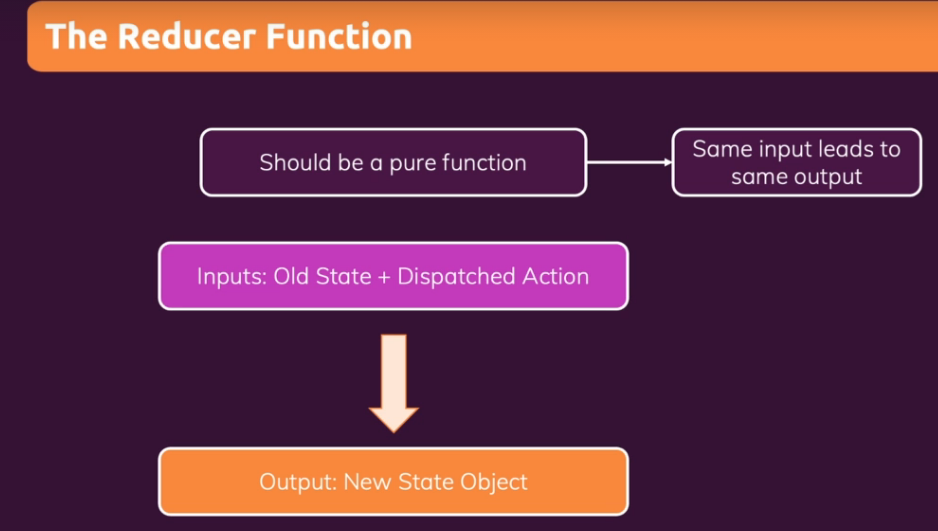 The Reducer Function
Should be a pure function
Same input leads to
same output
Inputs: Old State + Dispatched Action
Output: New State Object